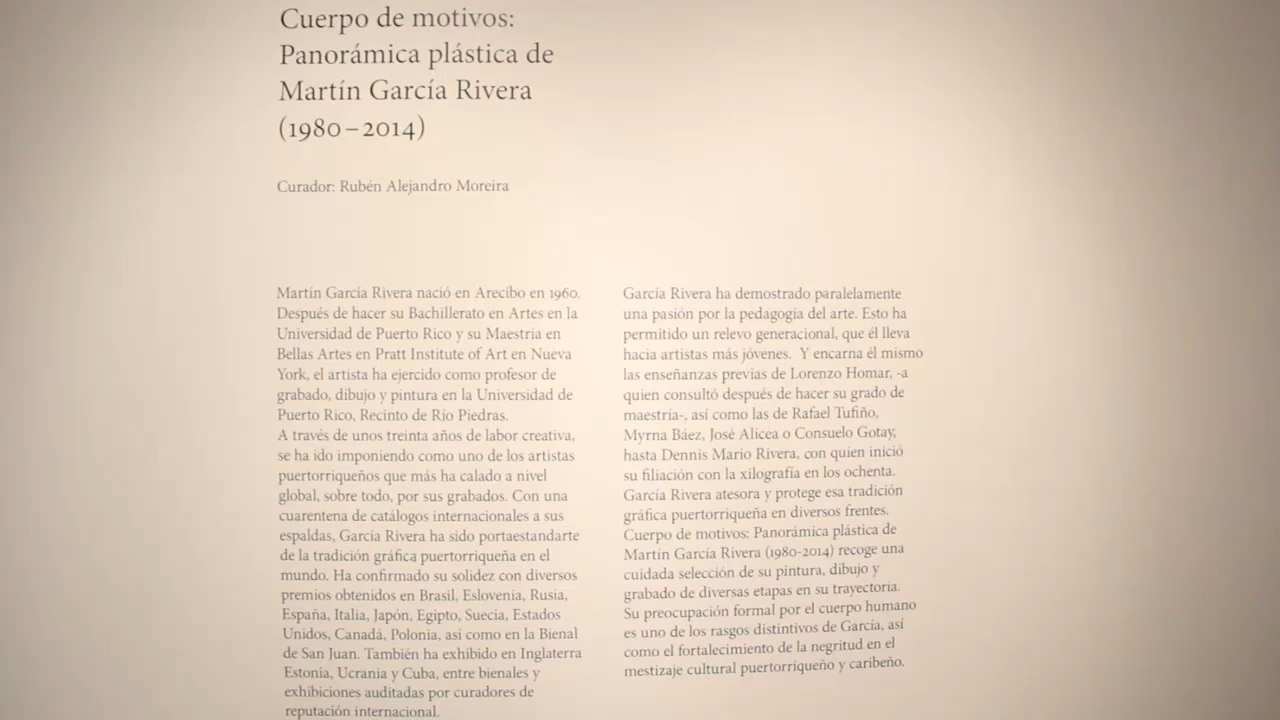 Cuerpo de motivos:
Panorámica plástica de
Martín García Rivera
(1980–2014)
Curador: Rubén Alejandro Moreira
Martín García Rivera nació en Arecibo en 1960.
Después de hacer su Bachillerato en Artes en la
Universidad de Puerto Rico y su Maestría en
Bellas Artes en Pratt Institute of Art en Nueva
York, el artista ha ejercido como profesor de
grabado, dibujo y pintura en la Universidad de
Puerto Rico, Recinto de Río Piedras.
A través de unos treinta años de labor creativa,
se ha ido imponiendo como uno de los artistas
puertorriqueños que más ha calado a nivel
global, sobre todo, por sus grabados. Con una
cuarentena de catálogos internacionales a sus
espaldas, García Rivera ha sido portaestandarte
de la tradición gráfica puertorriqueña en el
mundo. Ha confirmado su solidez con diversos
premios obtenidos en Brasil, Eslovenia, Rusia,
España, Italia, Japón, Egipto, Suecia, Estados
Unidos, Canadá, Polonia, así como en la Bienal
de San Juan. También ha exhibido en Inglaterra
Estonia, Ucrania y Cuba, entre bienales y
exhibiciones auditadas por curadores de
reputación internacional.
García Rivera ha demostrado paralelamente
una pasión por la pedagogía del arte. Esto ha
permitido un relevo generacional, que él lleva
hacia artistas más jóvenes. Y encarna él mismo
las enseñanzas previas de Lorenzo Homar, -a
quien consultó después de hacer su grado de
maestría-, así como las de Rafael Tufiño,
Myrna Báez, José Alicea o Consuelo Gotay,
hasta Dennis Mario Rivera, con quien inició
su filiación con la xilografía en los ochenta.
García Rivera atesora y protege esa tradición
gráfica puertorriqueña en diversos frentes.
Cuerpo de motivos: Panorámica plástica de
Martín García Rivera (1980-2014) recoge una
cuidada selección de su pintura, dibujo y
grabado de diversas etapas en su trayectoria.
Su preocupación formal por el cuerpo humano
es uno de los rasgos distintivos de García, así
como el fortalecimiento de la negritud en el
mestizaje cultural puertorriqueño y caribeño.